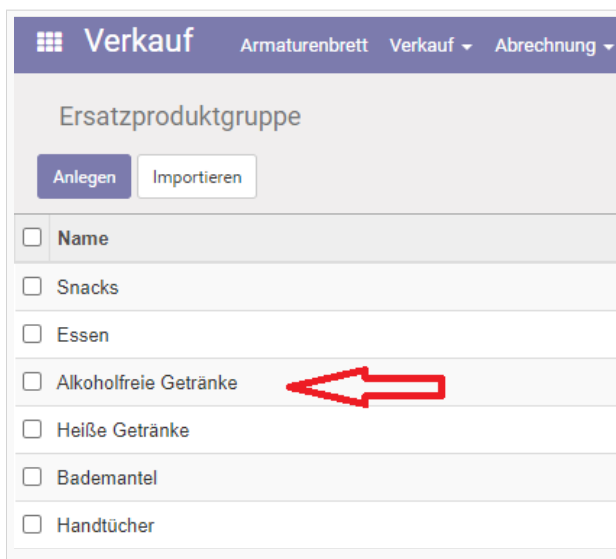 Verkauf Armaturenbrett Verkauf Abrechnung
Ersatzproduktgruppe
Anlegen Importieren
Name
Snacks
Essen
Alkoholfreie Getränke
Heiße Getränke
Bademantel
Handtücher